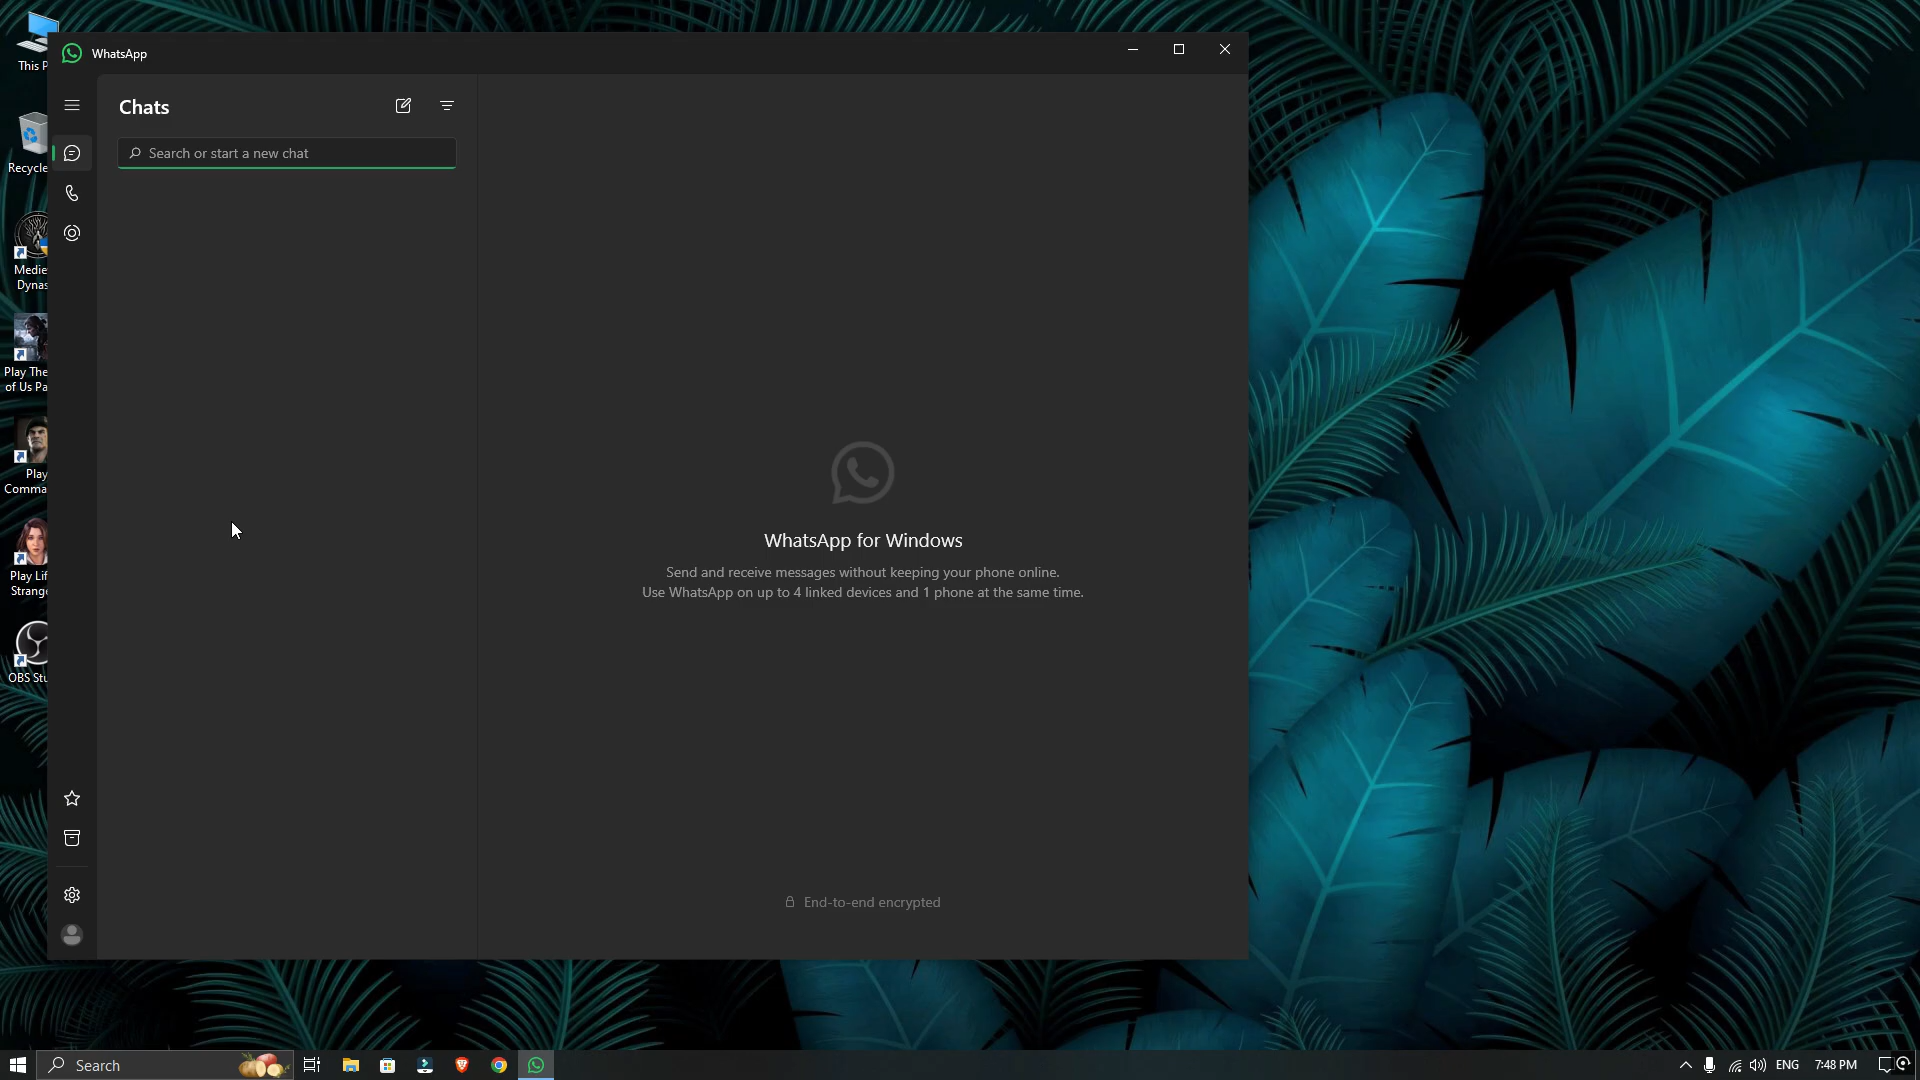 WhatsApp
This P
Chats
Search or start a new chat
Recycle
Medie
Dynas
Play The
of Us Pa
Play
Comma
Play Lif
Strange
OBS Stu
WhatsApp for Windows
Send and receive messages without keeping your phone online.
Use WhatsApp on up to 4 linked devices and 1 phone at the same time.
End-to-end encrypted
Search
ENG
7:48 PM